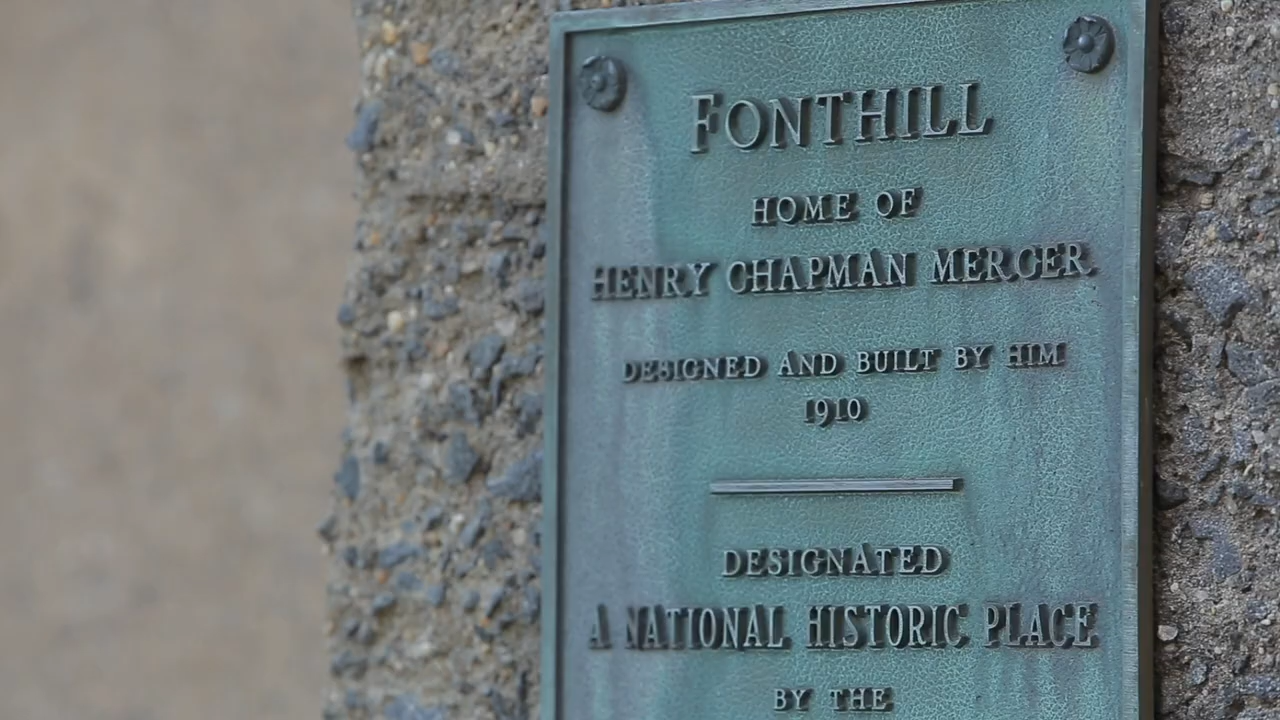 FONTHILL
HOME OF
HENRY CHAPMAN MERCER
DESIGNED AND BUILT BY HIM
1910
DESIGNATED
A NATIONAL HISTORIC PLACE
BY THE